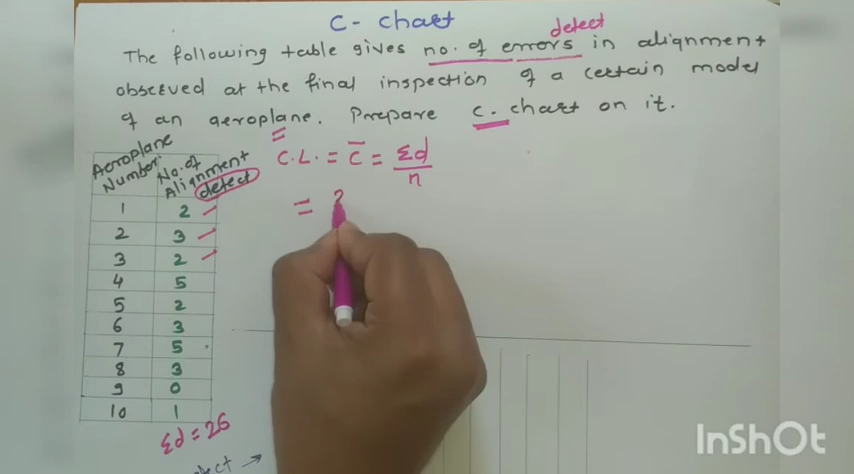 C - chart
defect
The following table gives no. of errors in alignment
observed at the final inspection of a certain model
of an aeroplane. Prepare c. chart on it.
Aeroplane Number
No. of Alignment defect
1 2
2 3
3 2
4 5
5 2
6 3
7 5
8 3
9 0
10 1
Σd = 26
C.L. = c̄ = Σd / n
=
InShOt